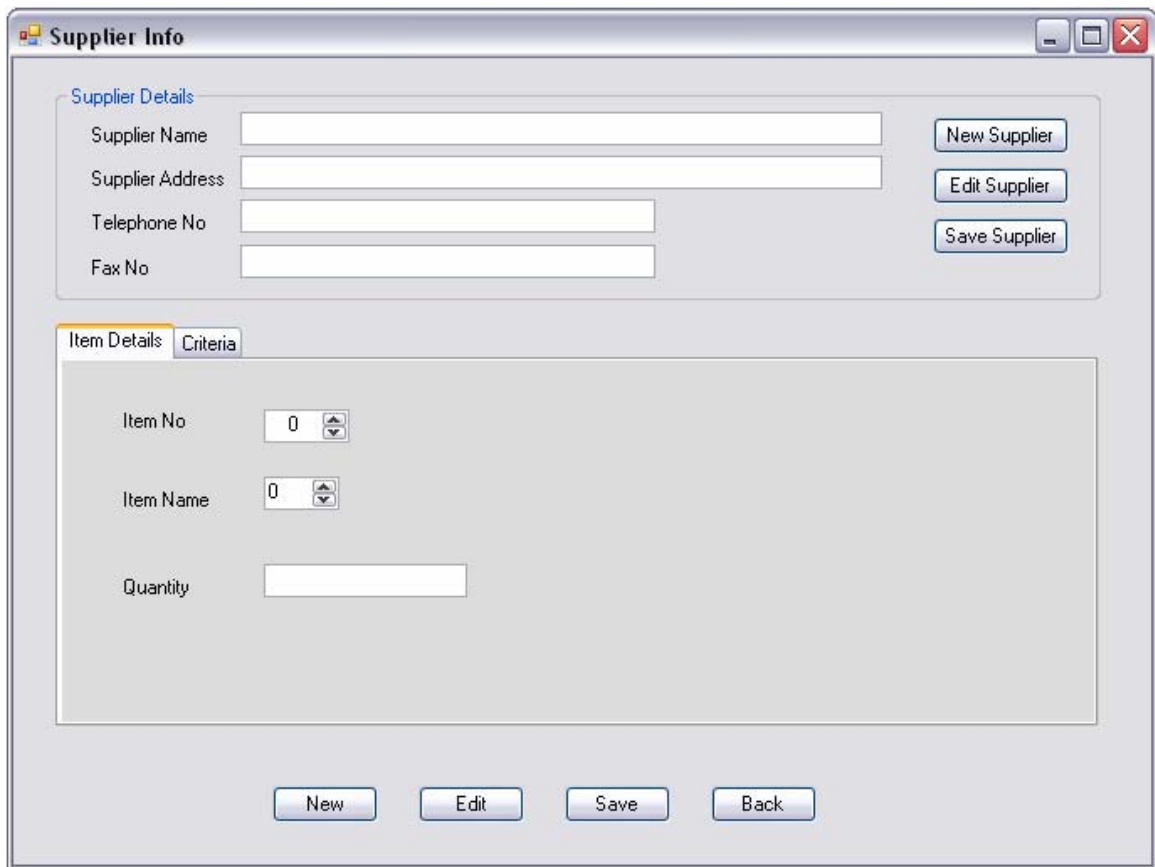 Supplier Info
Supplier Details
Supplier Name
New Supplier
Supplier Address
Edit Supplier
Telephone No
Save Supplier
Fax No
Item Details Criteria
Item No 0
Item Name 0
Quantity
New Edit Save Back